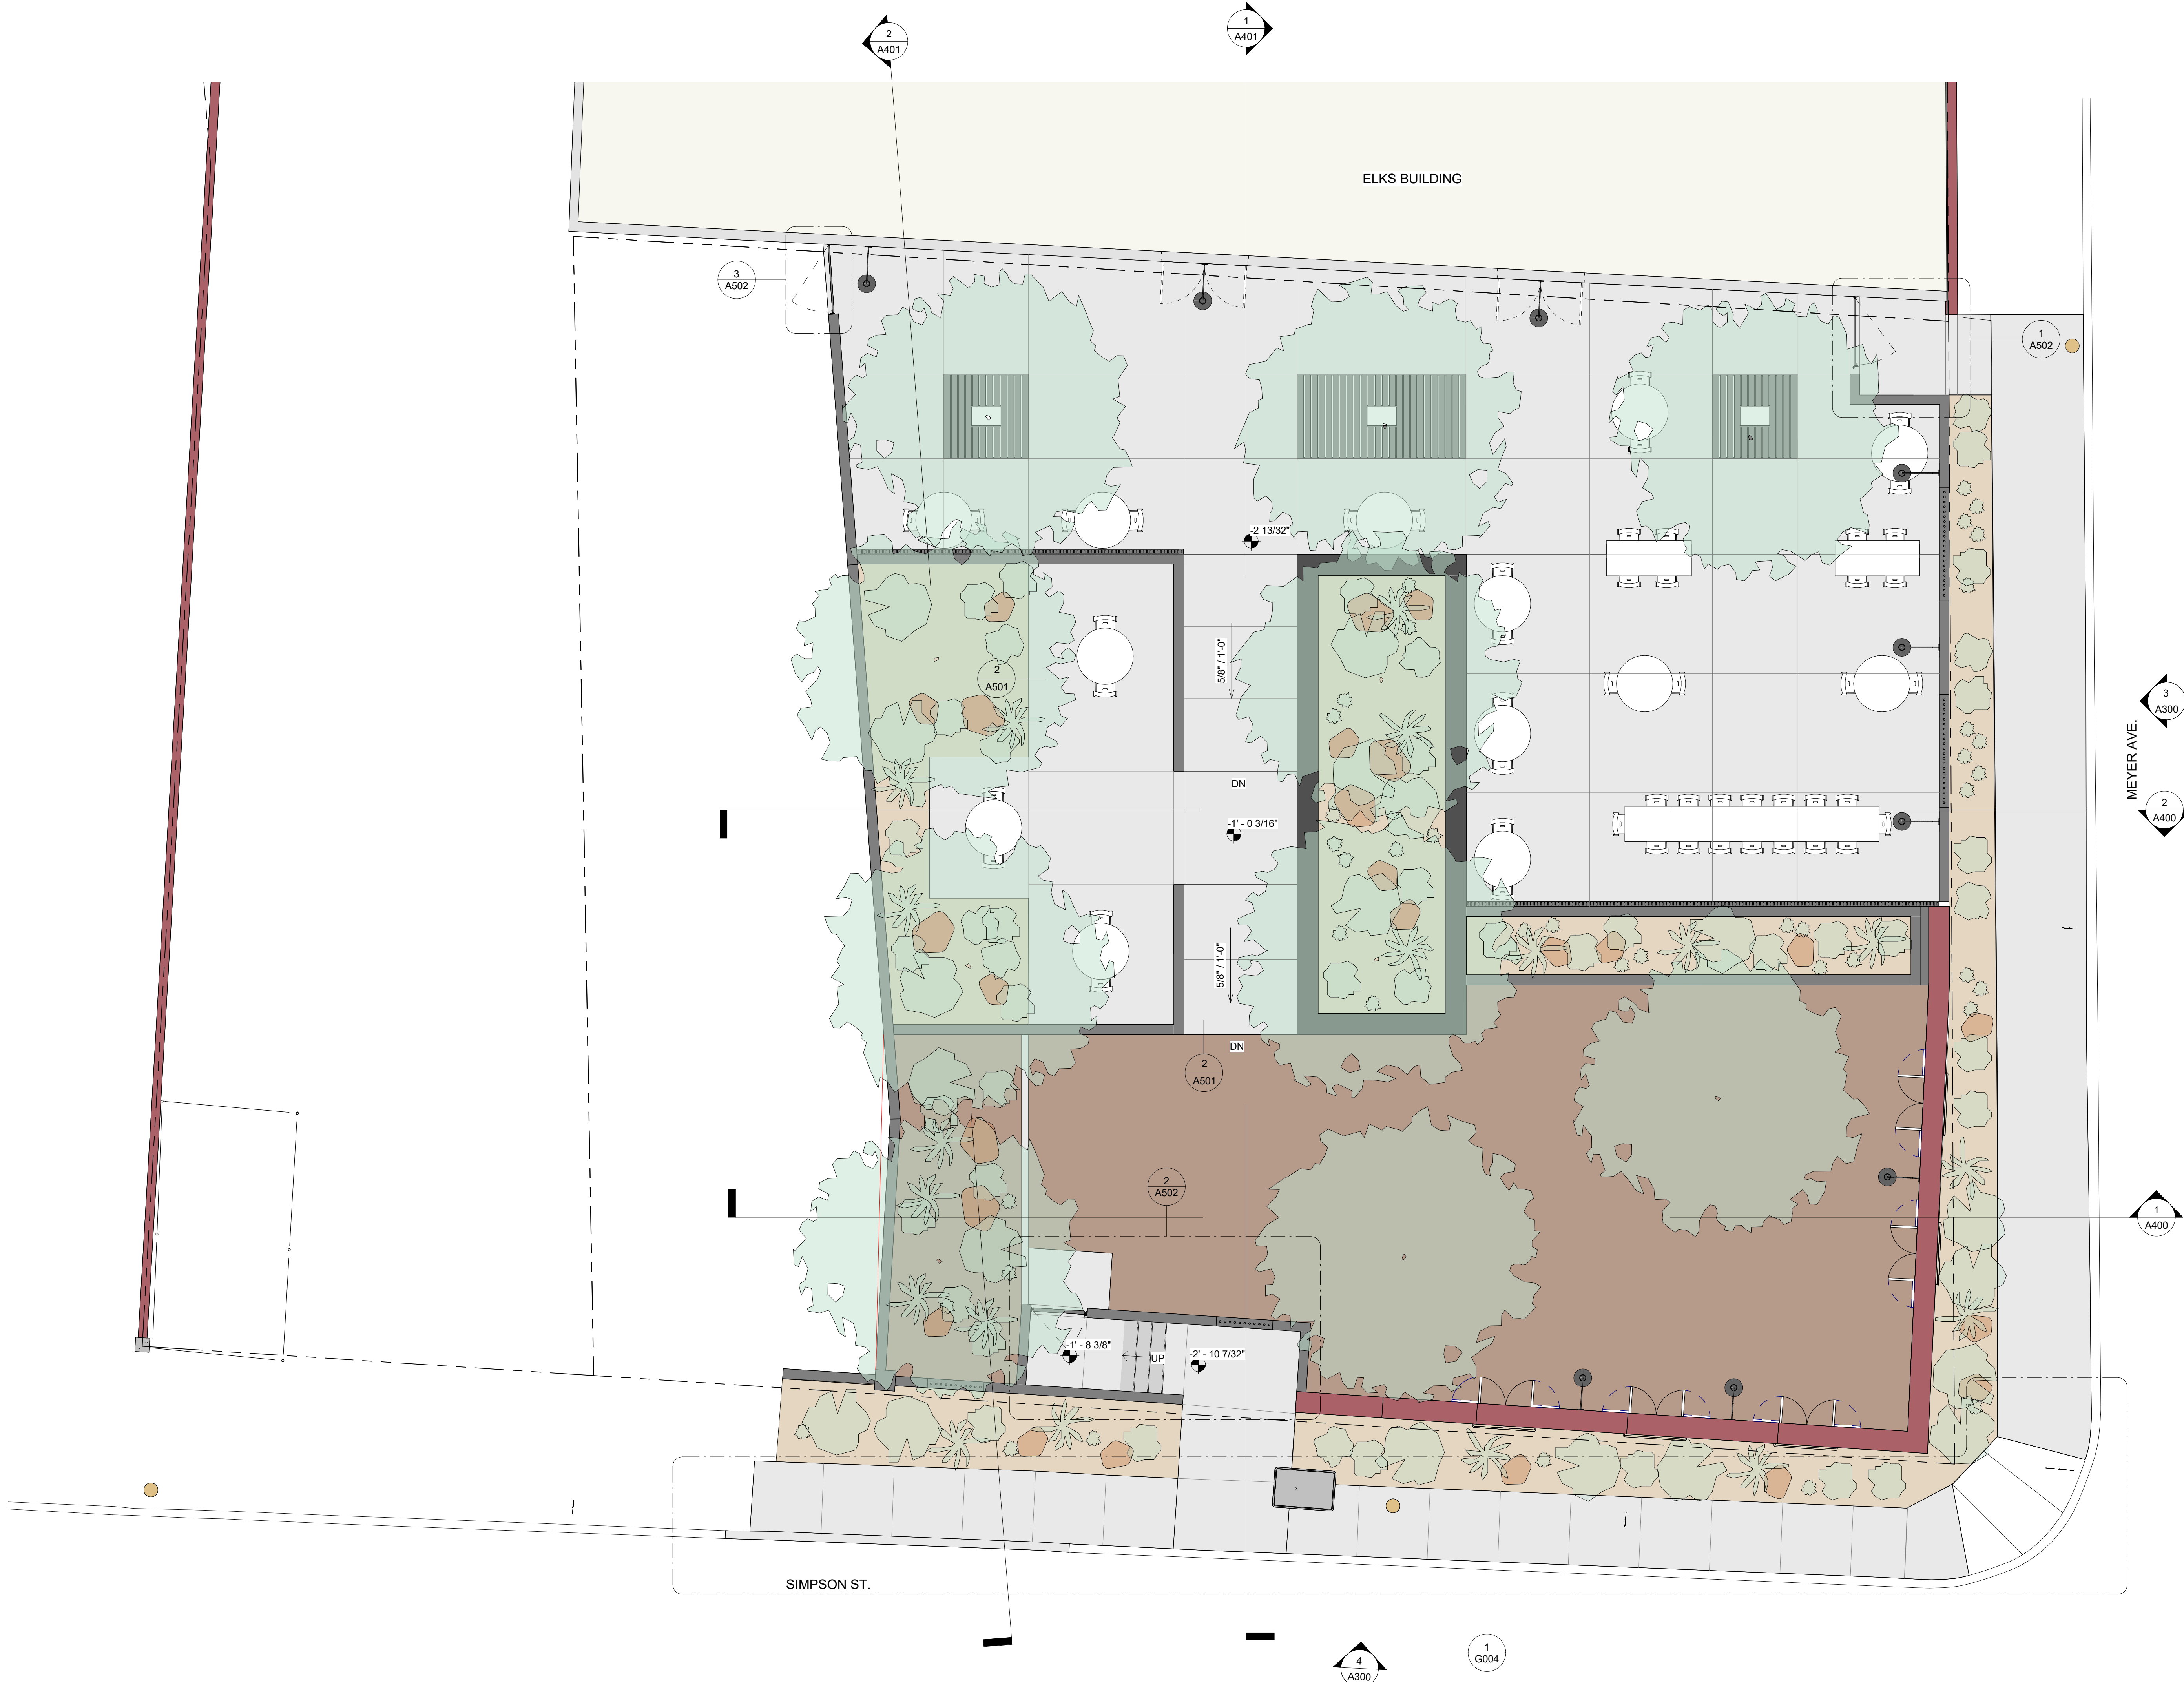 2
A401
1
A401
ELKS BUILDING
3
A502
1
A502
-2 13/32"
5/8" / 1'-0"
2
A501
3
A300
MEYER AVE.
DN
-1' - 0 3/16"
2
A400
5/8" / 1'-0"
DN
2
A501
2
A502
1
A400
-1' - 8 3/8"
UP
-2' - 10 7/32"
SIMPSON ST.
1
G004
4
A300